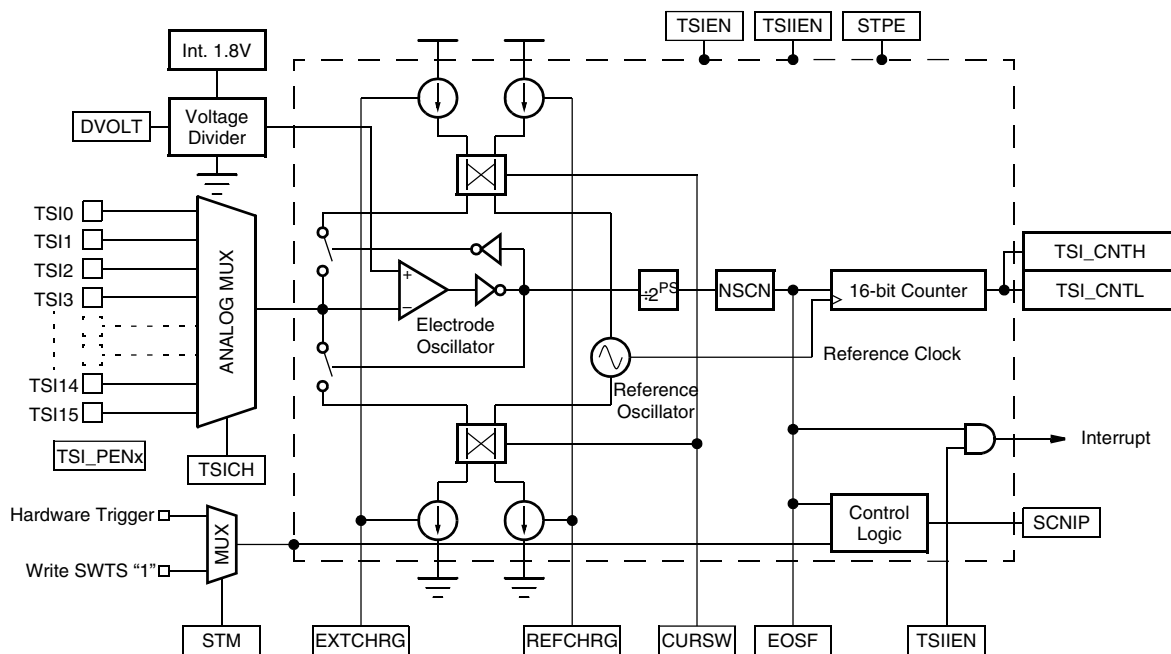 TSIEN
TSIIEN
STPE
Int. 1.8V
DVOLT
Voltage
Divider
TSI0
TSI1
TSI2
TSI3
TSI14
TSI15
ANALOG MUX
TSI_PENx
TSICH
+
−
Electrode
Oscillator
÷2PS
NSCN
16-bit Counter
TSI_CNTH
TSI_CNTL
Reference Clock
Reference
Oscillator
Interrupt
Control
Logic
SCNIP
Hardware Trigger
Write SWTS “1”
MUX
STM
EXTCHRG
REFCHRG
CURSW
EOSF
TSIIEN